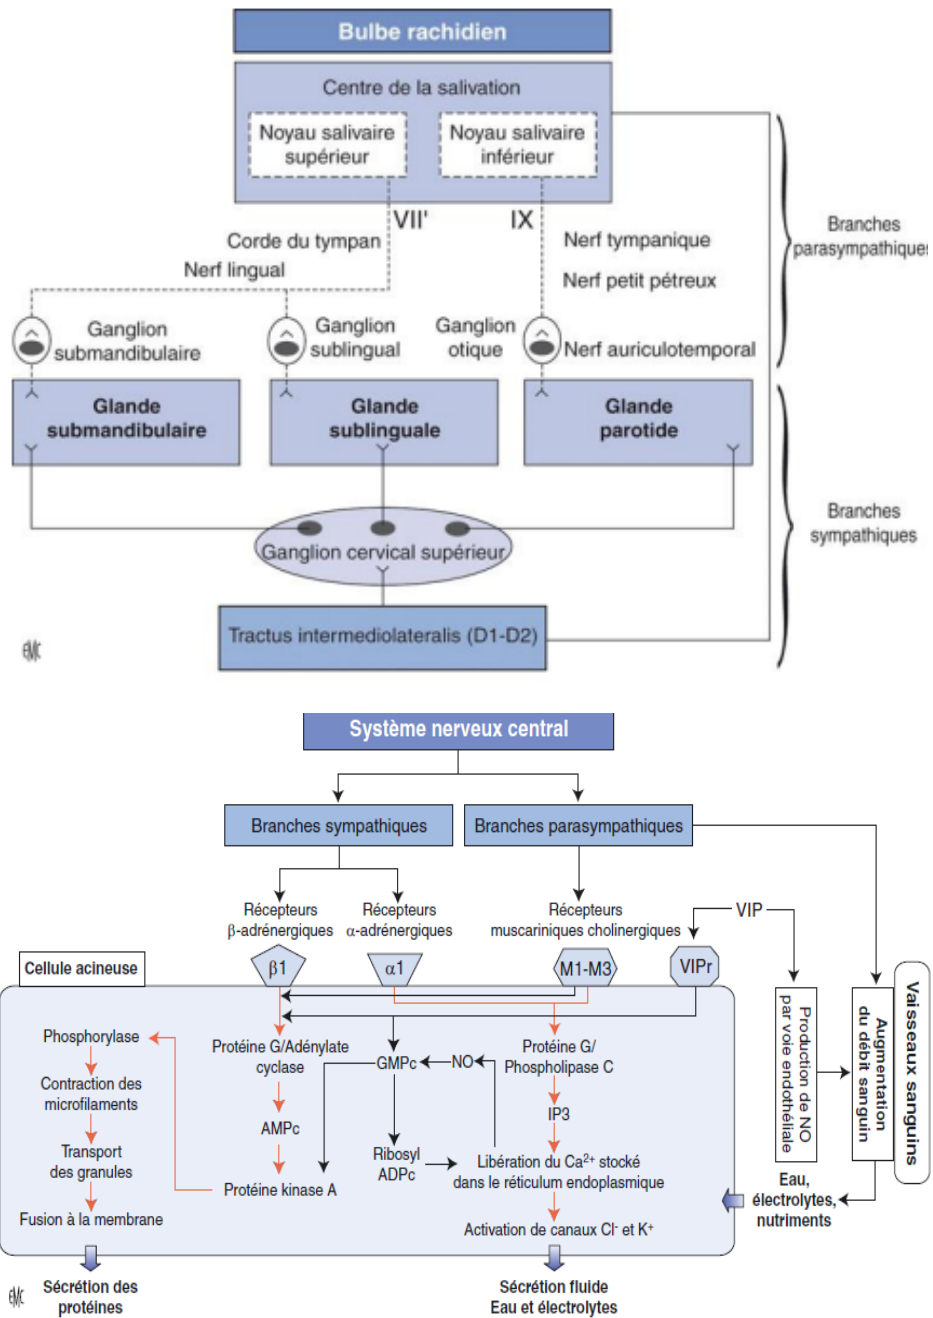 Bulbe rachidien
Centre de la salivation
Noyau salivaire
supérieur
Noyau salivaire
inférieur
VII'
IX
Corde du tympan
Nerf lingual
Nerf tympanique
Nerf petit pétreux
Branches
parasympathiques
Ganglion
submandibulaire
Ganglion
sublingual
Ganglion
otique
Nerf auriculotemporal
Glande
submandibulaire
Glande
sublinguale
Glande
parotide
Ganglion cervical supérieur
Branches
sympathiques
Tractus intermediolateralis (D1-D2)
EMC
Système nerveux central
Branches sympathiques
Branches parasympathiques
Récepteurs
β-adrénergiques
Récepteurs
α-adrénergiques
Récepteurs
muscariniques cholinergiques
VIP
Cellule acineuse
β1
α1
M1-M3
VIPr
Phosphorylase
Contraction des
microfilaments
Transport
des granules
Fusion à la membrane
Protéine G/Adénylate
cyclase
AMPc
Protéine kinase A
GMPc
NO
Ribosyl
ADPc
Protéine G/
Phospholipase C
IP3
Libération du Ca²⁺ stocké
dans le réticulum endoplasmique
Activation de canaux Cl⁻ et K⁺
Production de NO
par voie endothéliale
Augmentation
du débit sanguin
Vaisseaux sanguins
Eau,
électrolytes,
nutriments
Sécrétion des
protéines
Sécrétion fluide
Eau et électrolytes
EMC